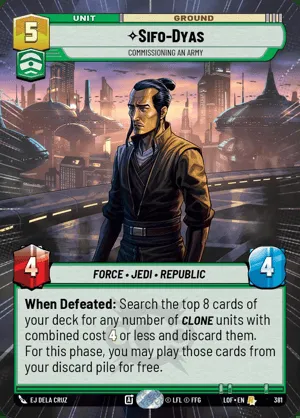 UNIT GROUND
5 ✧SIFO-DYAS
COMMISSIONING AN ARMY
4 4
FORCE • JEDI • REPUBLIC
When Defeated: Search the top 8 cards of
your deck for any number of CLONE units with
combined cost 4 or less and discard them.
For this phase, you may play those cards from
your discard pile for free.
EJ DELA CRUZ © LFL © FFG LOF • EN 381